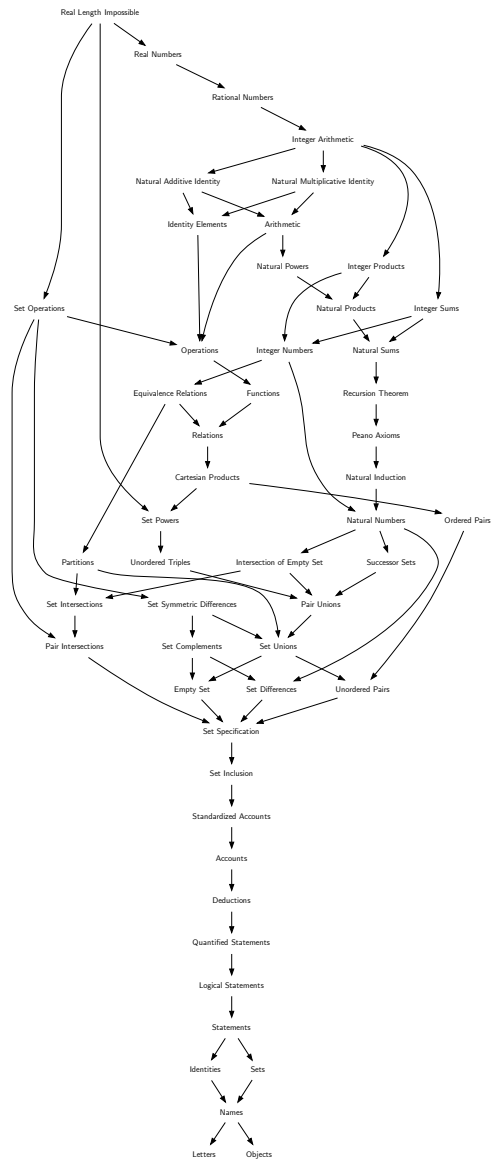 Real Length Impossible
Real Numbers
Rational Numbers
Integer Arithmetic
Natural Additive Identity
Natural Multiplicative Identity
Identity Elements
Arithmetic
Natural Powers
Integer Products
Set Operations
Natural Products
Integer Sums
Operations
Integer Numbers
Natural Sums
Equivalence Relations
Functions
Recursion Theorem
Relations
Peano Axioms
Cartesian Products
Natural Induction
Set Powers
Natural Numbers
Ordered Pairs
Partitions
Unordered Triples
Intersection of Empty Set
Successor Sets
Set Intersections
Set Symmetric Differences
Pair Unions
Pair Intersections
Set Complements
Set Unions
Empty Set
Set Differences
Unordered Pairs
Set Specification
Set Inclusion
Standardized Accounts
Accounts
Deductions
Quantified Statements
Logical Statements
Statements
Identities
Sets
Names
Letters
Objects